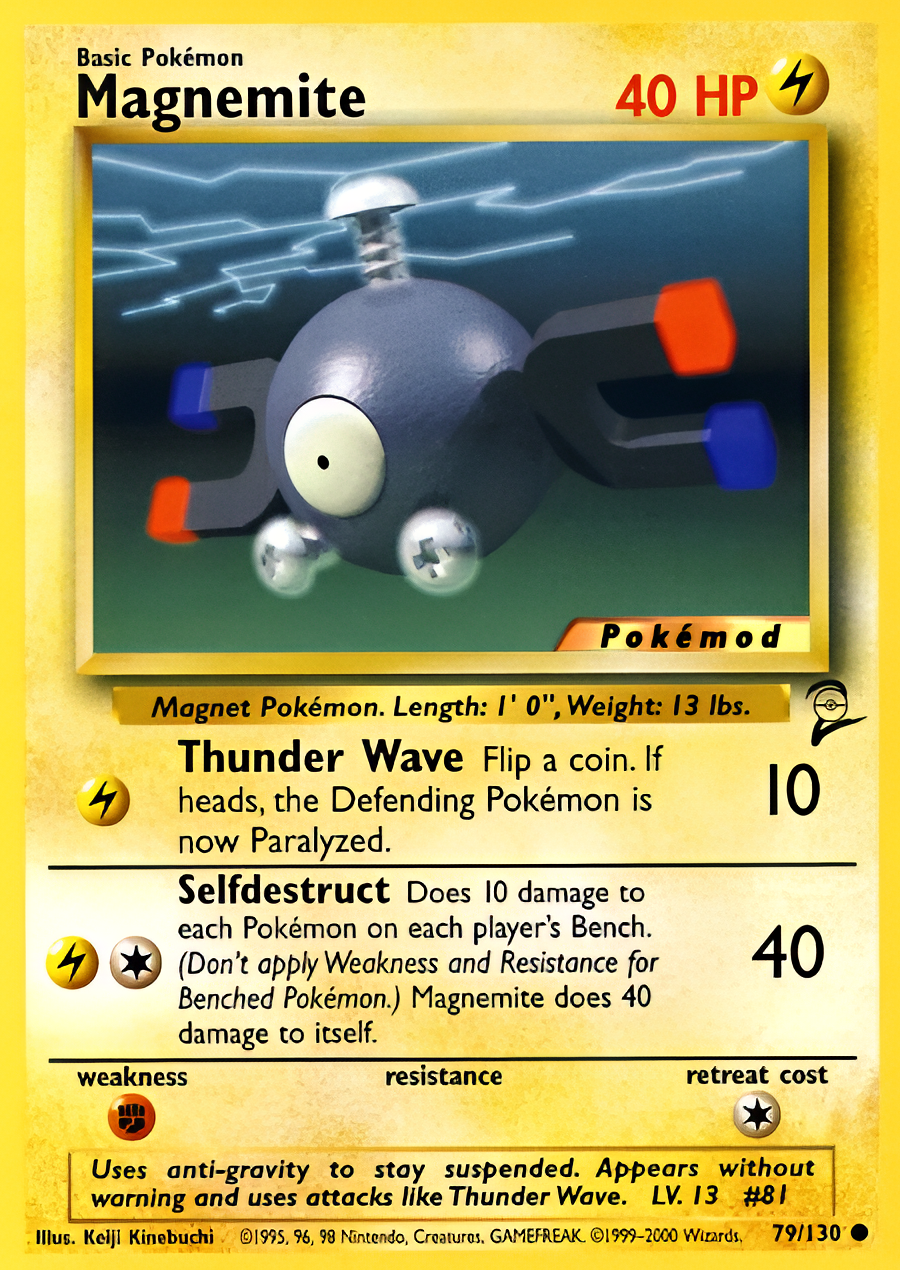 Basic Pokémon
Magnemite
40 HP
Pokémod
Magnet Pokémon. Length: 1' 0", Weight: 13 lbs.
Thunder Wave Flip a coin. If
heads, the Defending Pokémon is
now Paralyzed.
10
Selfdestruct Does 10 damage to
each Pokémon on each player's Bench.
(Don't apply Weakness and Resistance for
Benched Pokémon.) Magnemite does 40
damage to itself.
40
weakness resistance retreat cost
Uses anti-gravity to stay suspended. Appears without
warning and uses attacks like Thunder Wave. LV. 13 #81
Illus. Keiji Kinebuchi ©1995, 96, 98 Nintendo, Creatures, GAMEFREAK. ©1999-2000 Wizards. 79/130